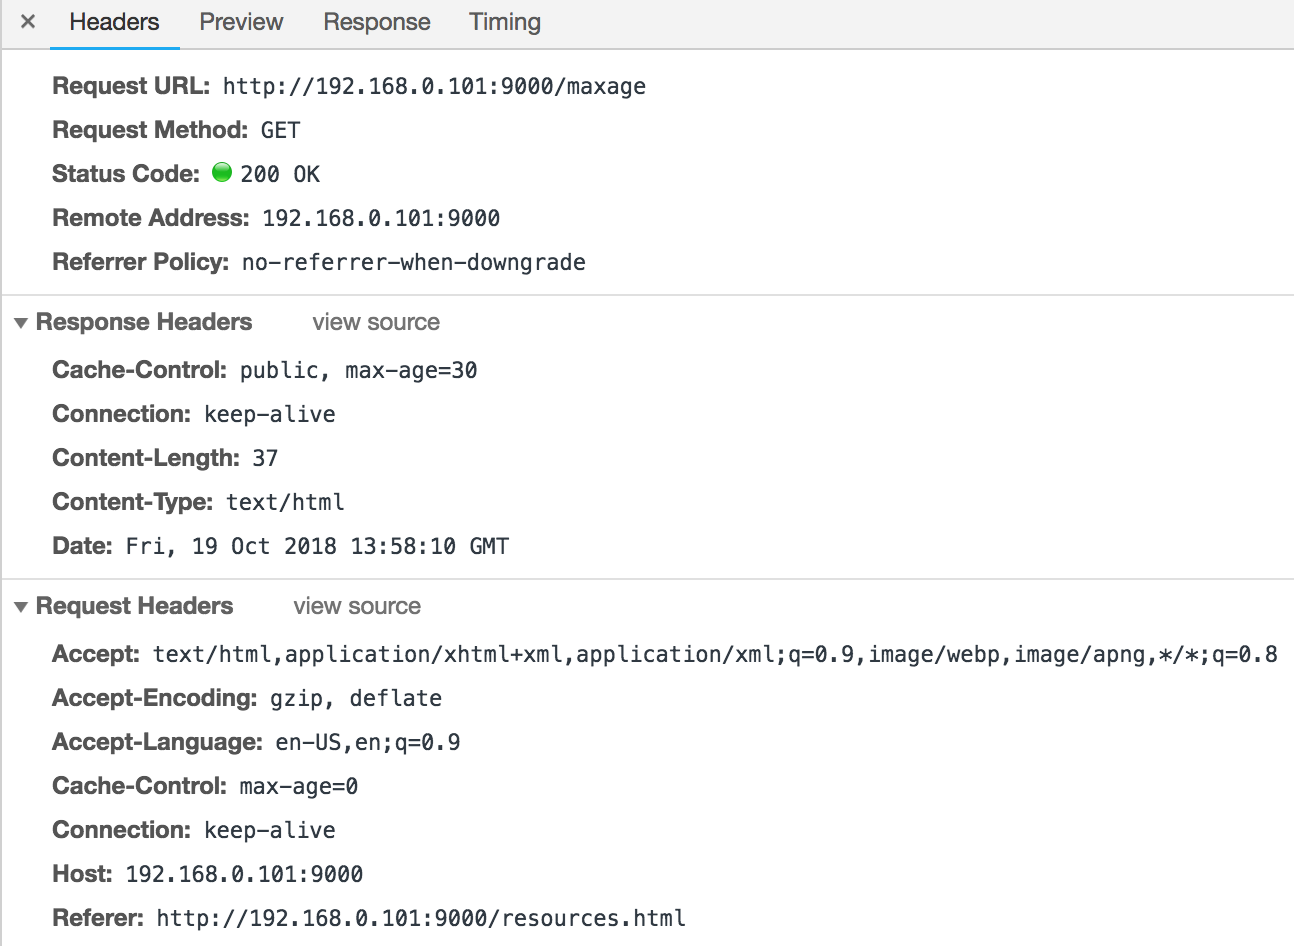 × Headers Preview Response Timing
Request URL: http://192.168.0.101:9000/maxage
Request Method: GET
Status Code: 200 OK
Remote Address: 192.168.0.101:9000
Referrer Policy: no-referrer-when-downgrade
▼ Response Headers view source
Cache-Control: public, max-age=30
Connection: keep-alive
Content-Length: 37
Content-Type: text/html
Date: Fri, 19 Oct 2018 13:58:10 GMT
▼ Request Headers view source
Accept: text/html,application/xhtml+xml,application/xml;q=0.9,image/webp,image/apng,*/*;q=0.8
Accept-Encoding: gzip, deflate
Accept-Language: en-US,en;q=0.9
Cache-Control: max-age=0
Connection: keep-alive
Host: 192.168.0.101:9000
Referer: http://192.168.0.101:9000/resources.html